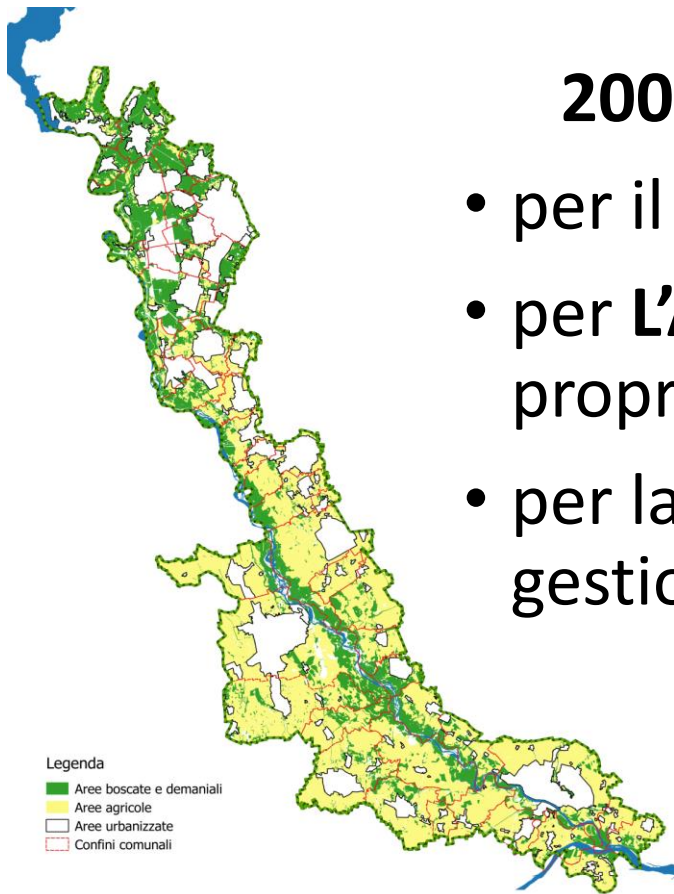 200
• per il
• per L'A
propr
• per la
gestio
Legenda
Aree boscate e demaniali
Aree agricole
Aree urbanizzate
Confini comunali